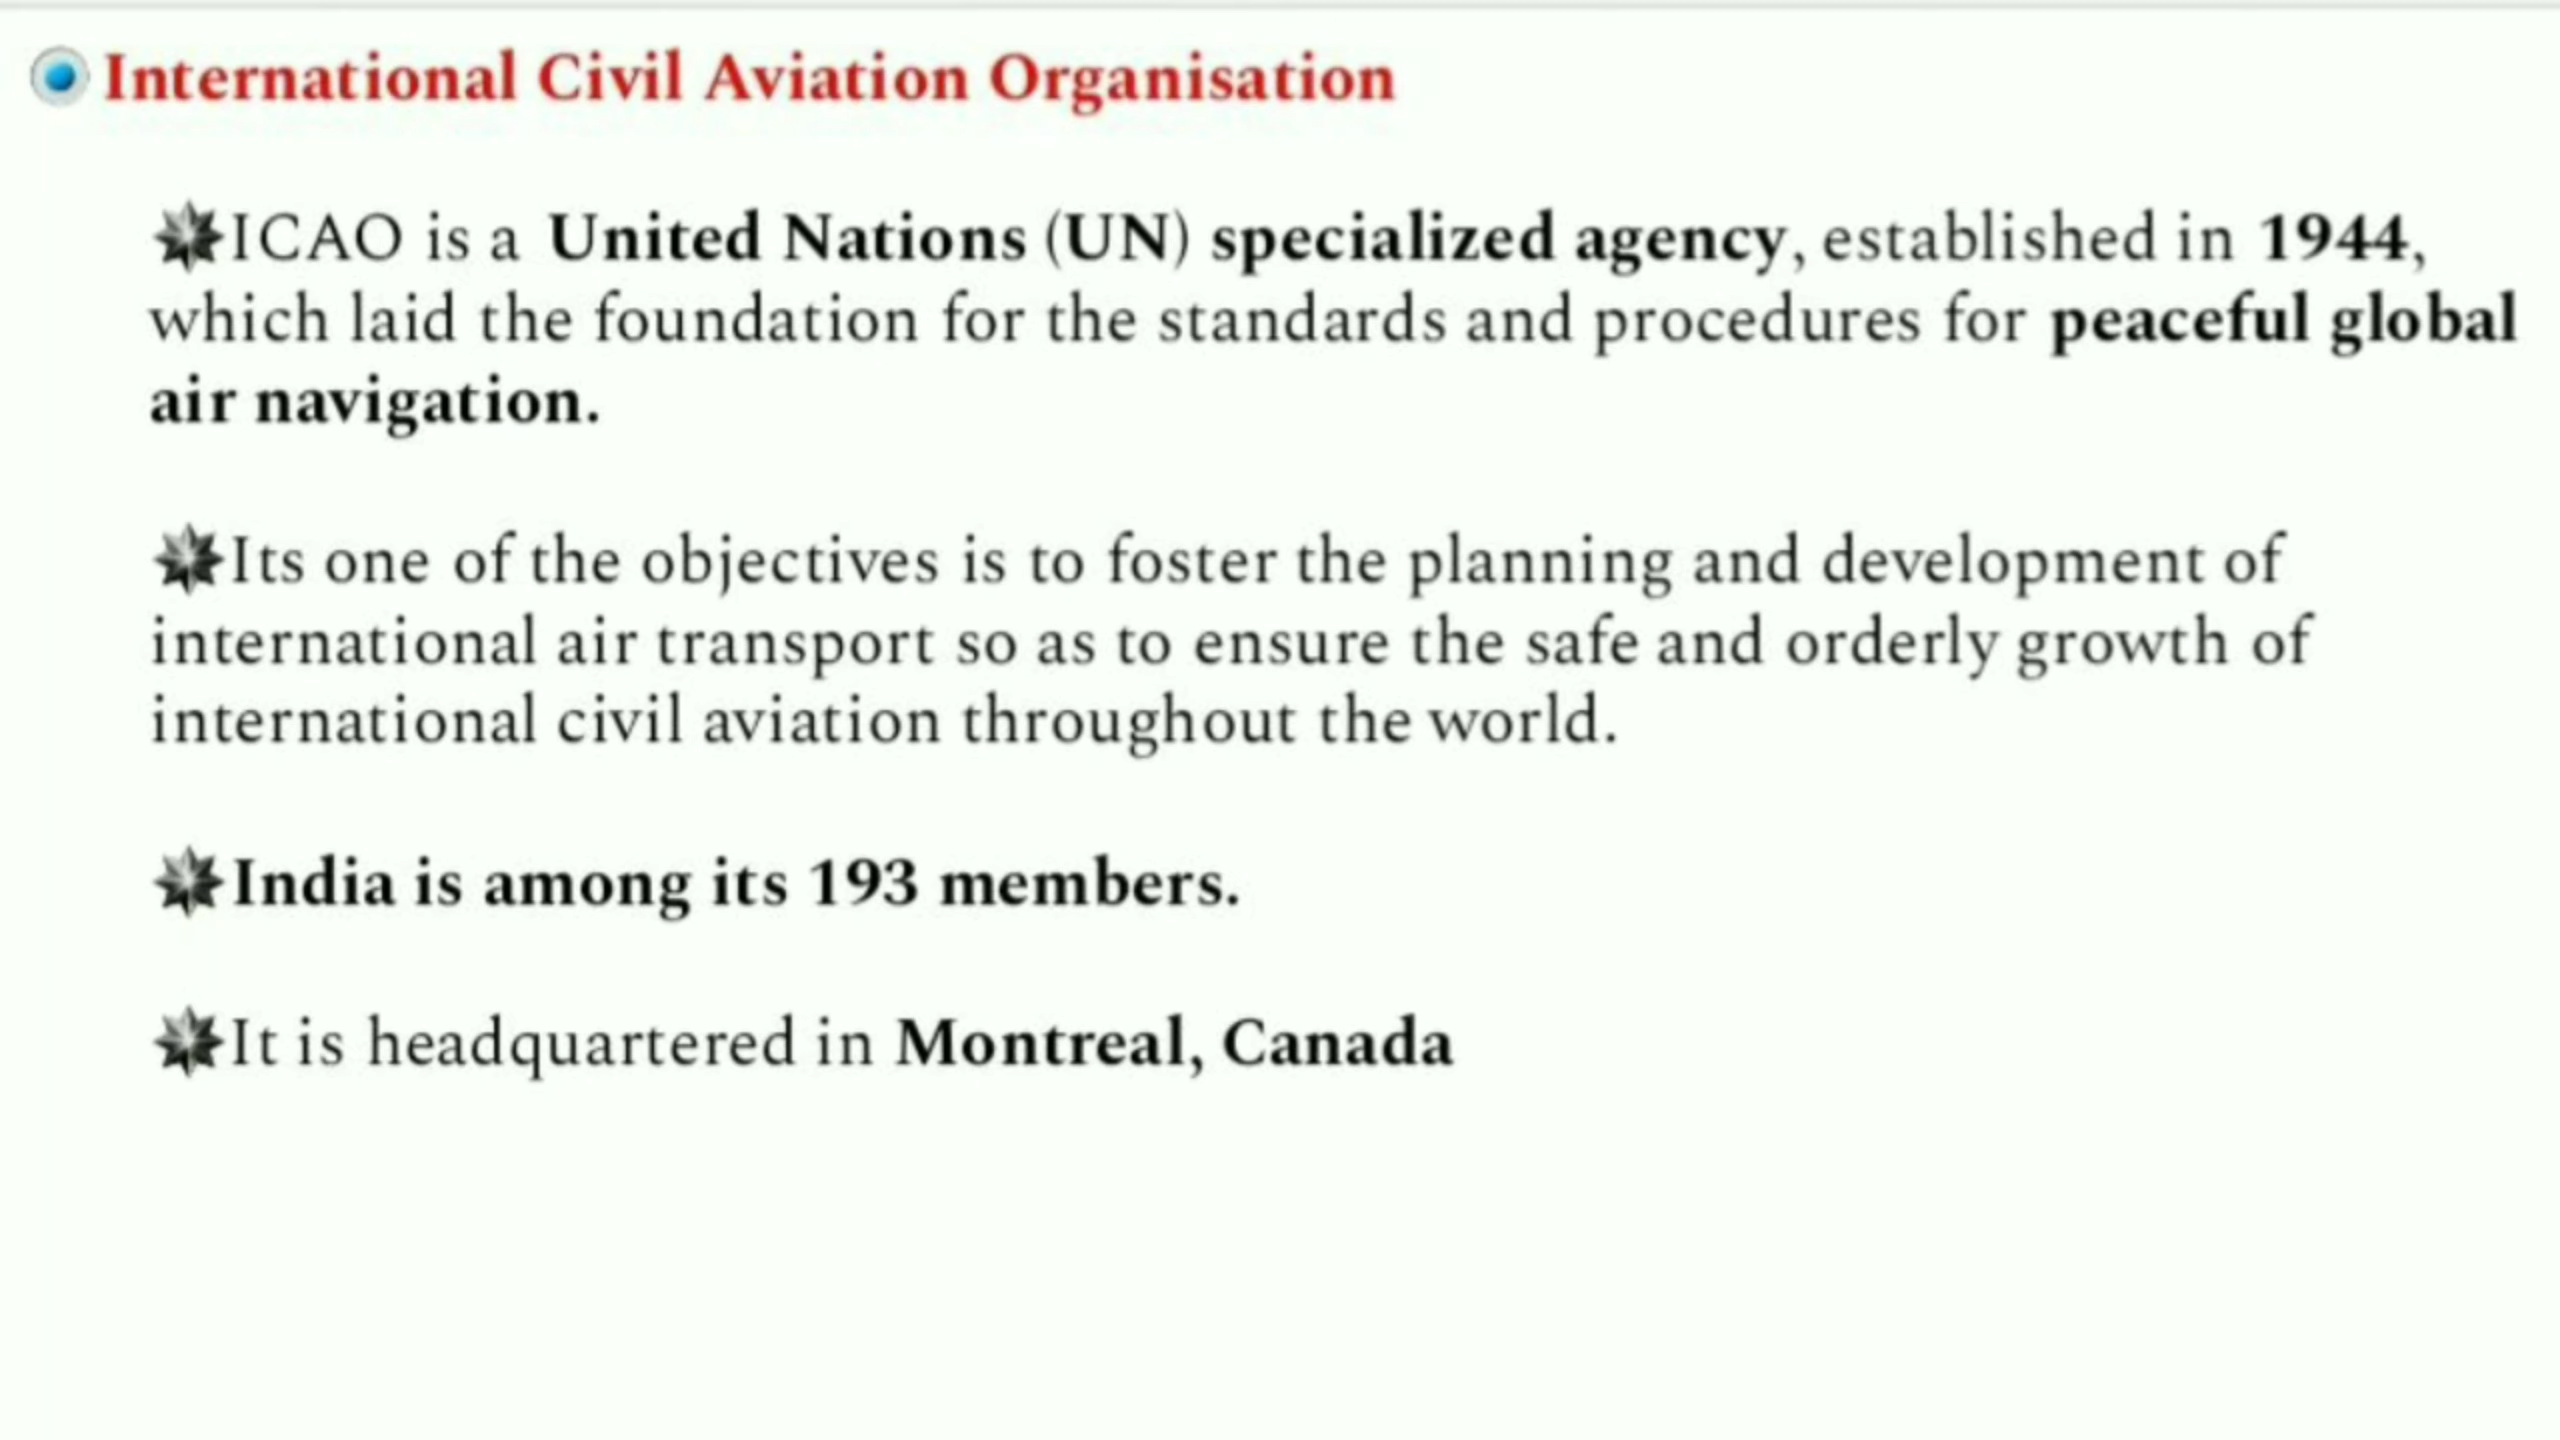 International Civil Aviation Organisation
ICAO is a United Nations (UN) specialized agency, established in 1944,
which laid the foundation for the standards and procedures for peaceful global
air navigation.
Its one of the objectives is to foster the planning and development of
international air transport so as to ensure the safe and orderly growth of
international civil aviation throughout the world.
India is among its 193 members.
It is headquartered in Montreal, Canada